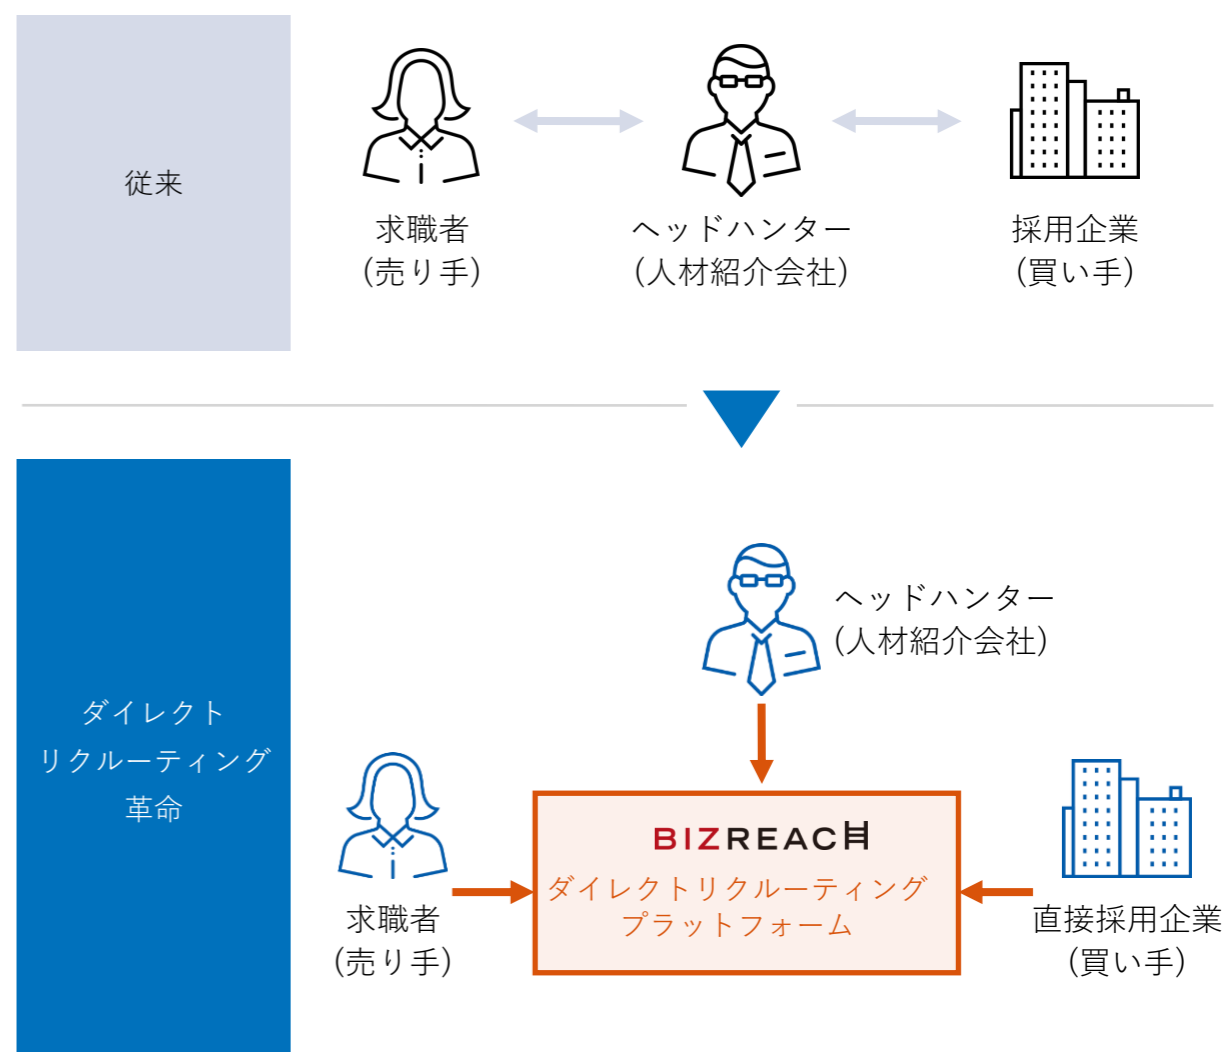 従来
求職者
(売り手)
ヘッドハンター
(人材紹介会社)
採用企業
(買い手)
ダイレクト
リクルーティング
革命
ヘッドハンター
(人材紹介会社)
求職者
(売り手)
BIZREACH
ダイレクトリクルーティング
プラットフォーム
直接採用企業
(買い手)